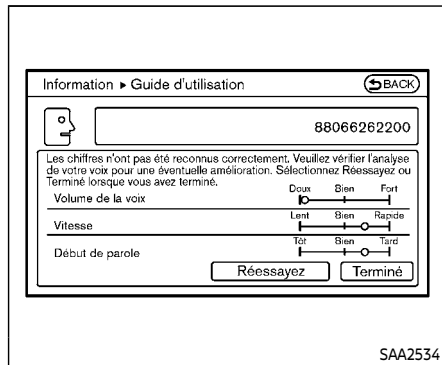 Information ▸ Guide d'utilisation
BACK
88066262200
Les chiffres n'ont pas été reconnus correctement. Veuillez vérifier l'analyse
de votre voix pour une éventuelle amélioration. Sélectionnez Réessayez ou
Terminé lorsque vous avez terminé.
Volume de la voix Doux Bien Fort
Vitesse Lent Bien Rapide
Début de parole Tôt Bien Tard
Réessayez Terminé
SAA2534